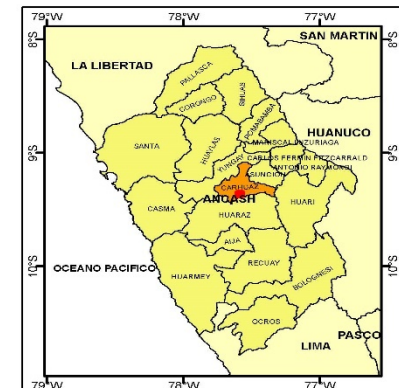 79°W 78°W 77°W
8°S 8°S
SAN MARTIN
LA LIBERTAD
PALLASCA
CORONGO
SIHUAS
POMABAMBA
HUANUCO
SANTA
HUAYLAS
MARISCAL LUZURIAGA
9°S 9°S
YUNGAY
CARLOS FERMIN FITZCARRALD
ANTONIO RAYMONDI
ASUNCION
CARHUAZ
ANCASH
CASMA
HUARAZ
HUARI
AIJA
OCEANO PACIFICO
RECUAY
10°S 10°S
HUARMEY
BOLOGNESI
OCROS
PASCO
LIMA
79°W 78°W 77°W